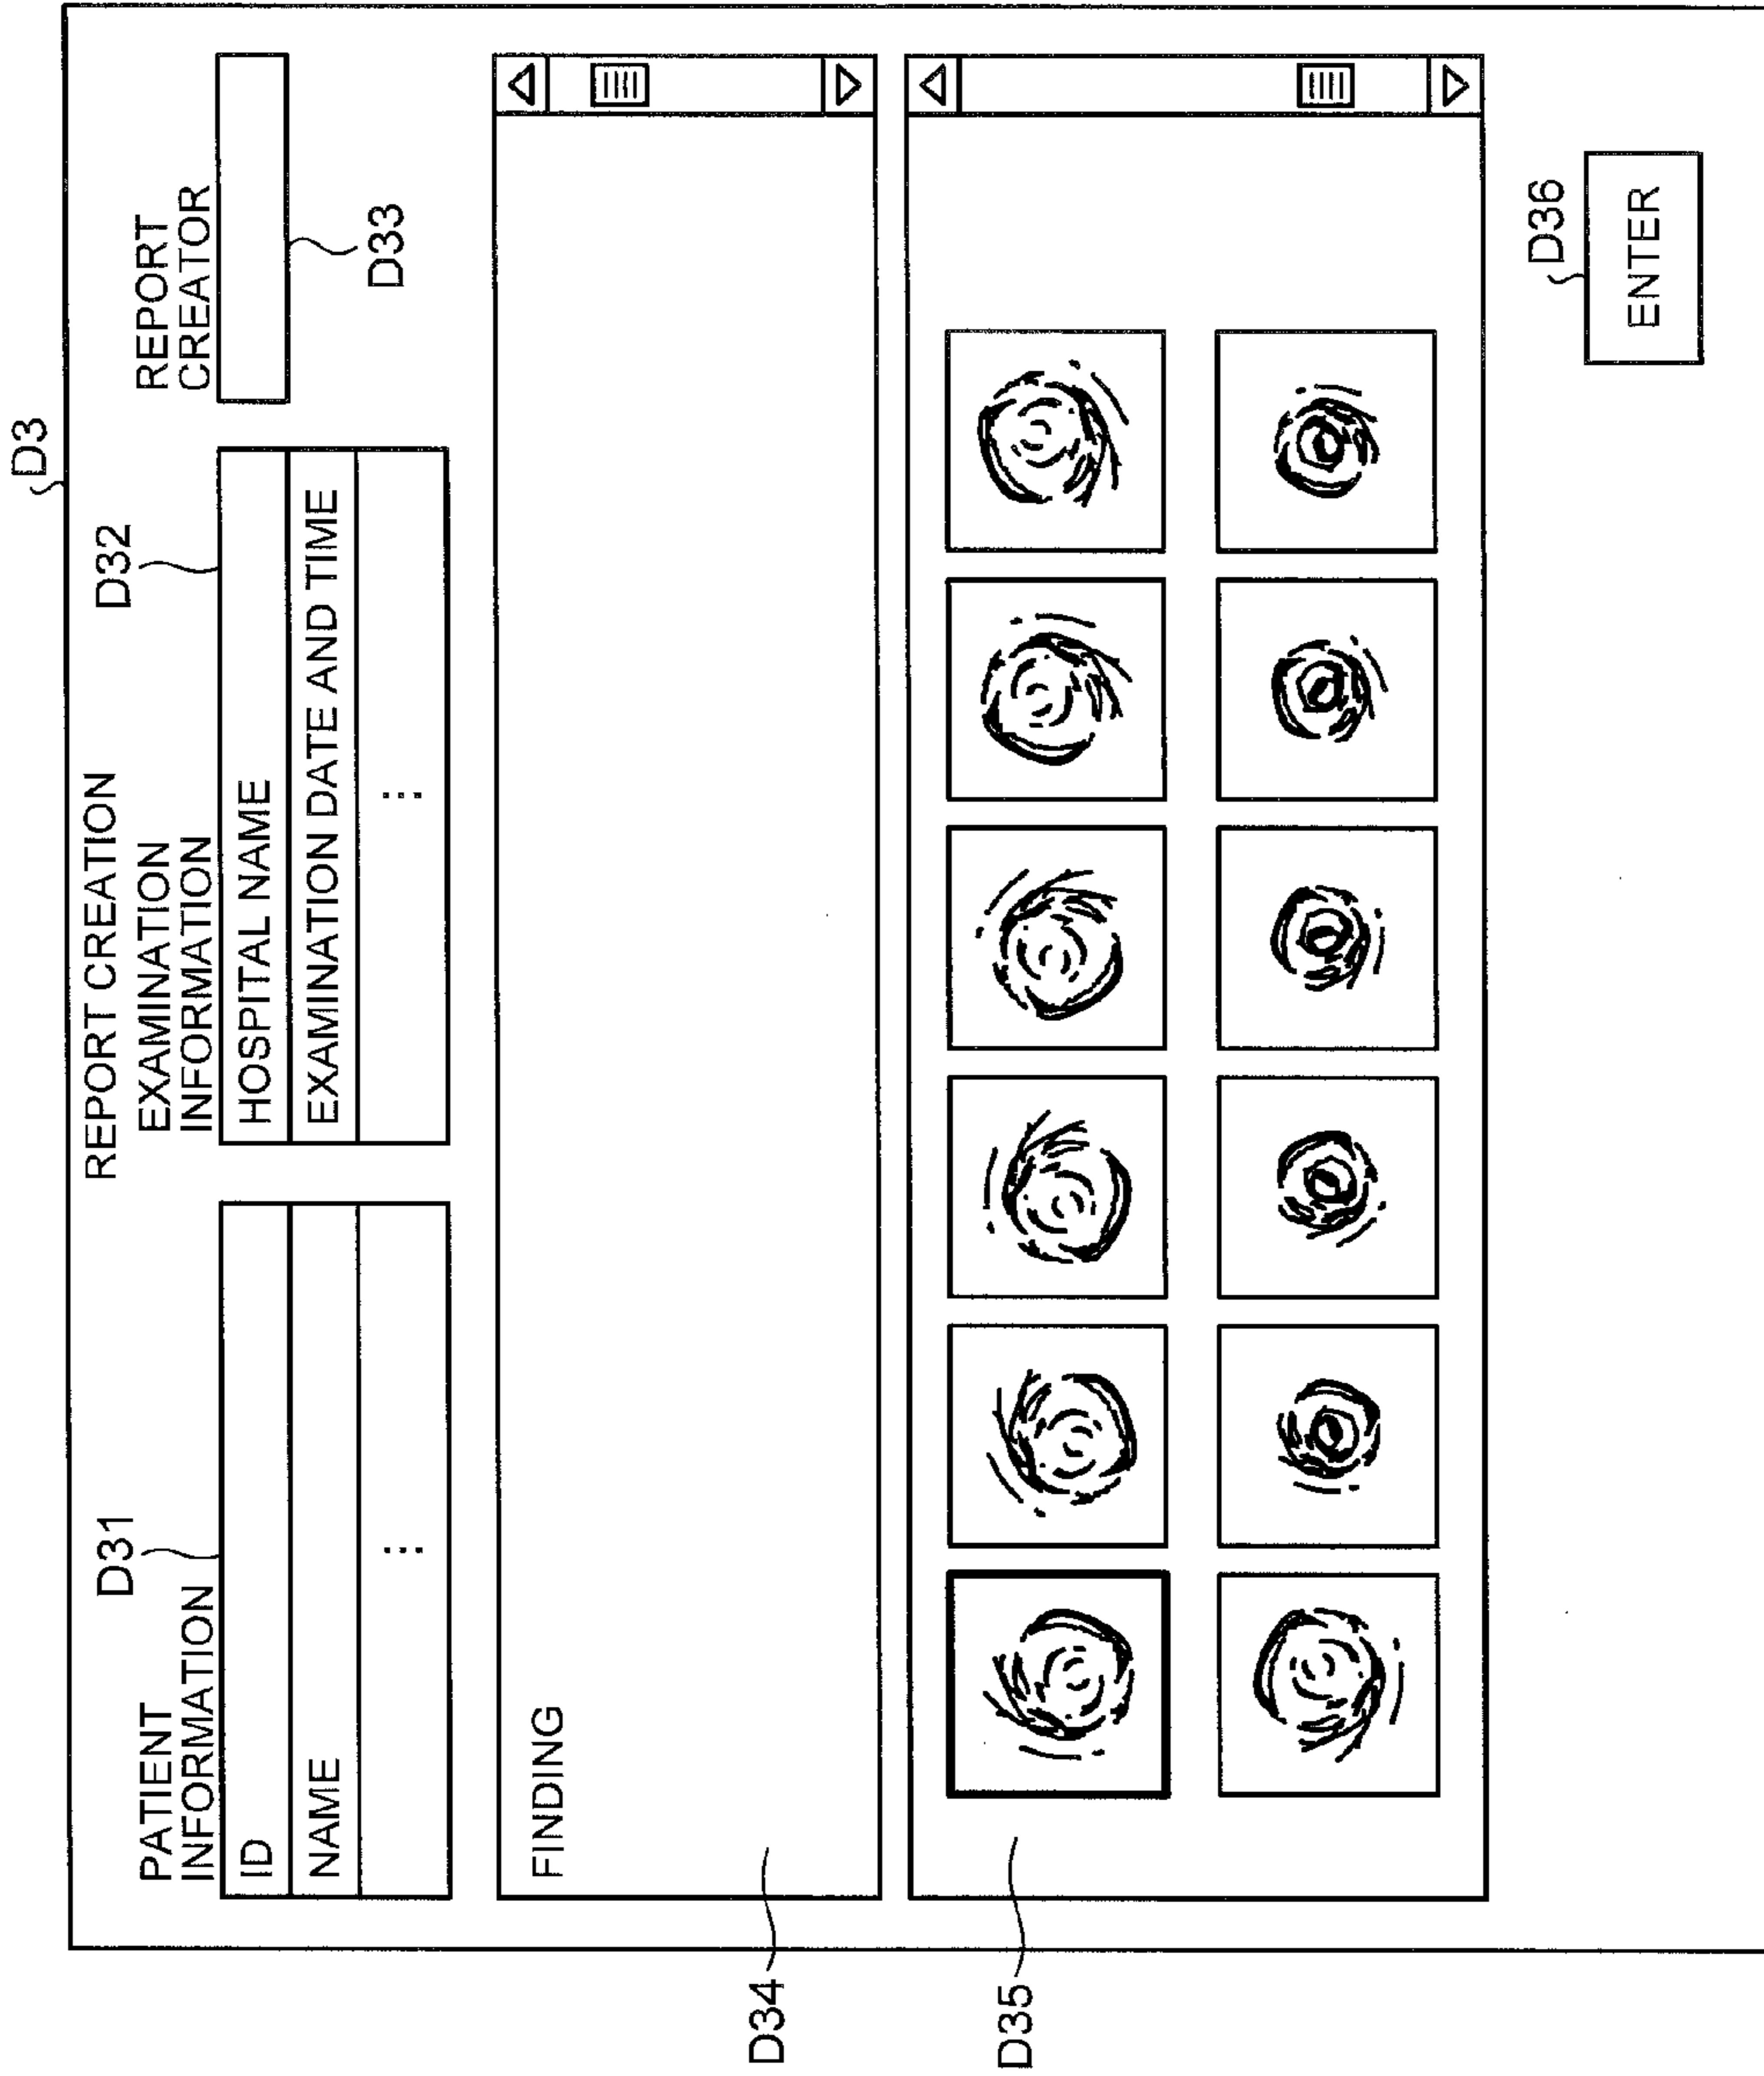 D3
REPORT CREATION
D31
D32
PATIENT
INFORMATION
EXAMINATION
INFORMATION
REPORT
CREATOR
ID
HOSPITAL NAME
NAME
EXAMINATION DATE AND TIME
...
...
D33
FINDING
D34
D35
D36
ENTER